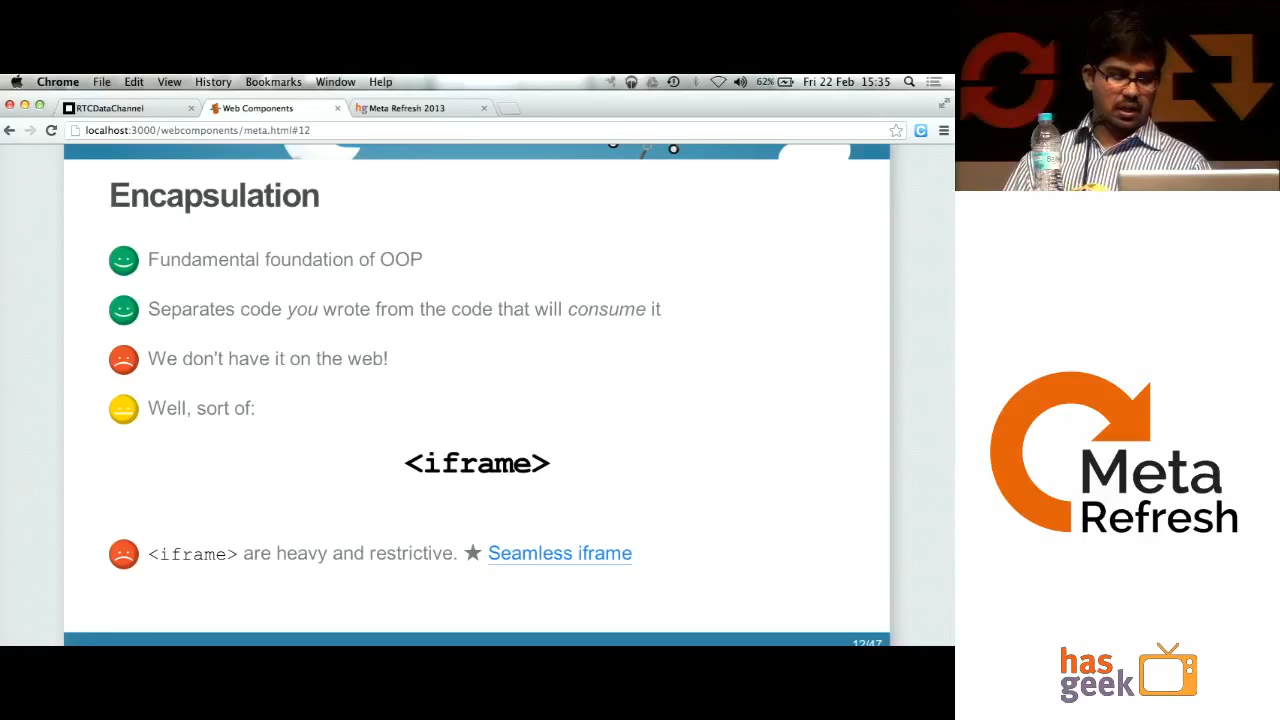 Chrome File Edit View History Bookmarks Window Help 62% Fri 22 Feb 15:35
RTCDataChannel Web Components hg Meta Refresh 2013
localhost:3000/webcomponents/meta.html#12
Encapsulation
Fundamental foundation of OOP
Separates code you wrote from the code that will consume it
We don't have it on the web!
Well, sort of:
<iframe>
<iframe> are heavy and restrictive. ★ Seamless iframe
12/47
Meta
Refresh
has
geek